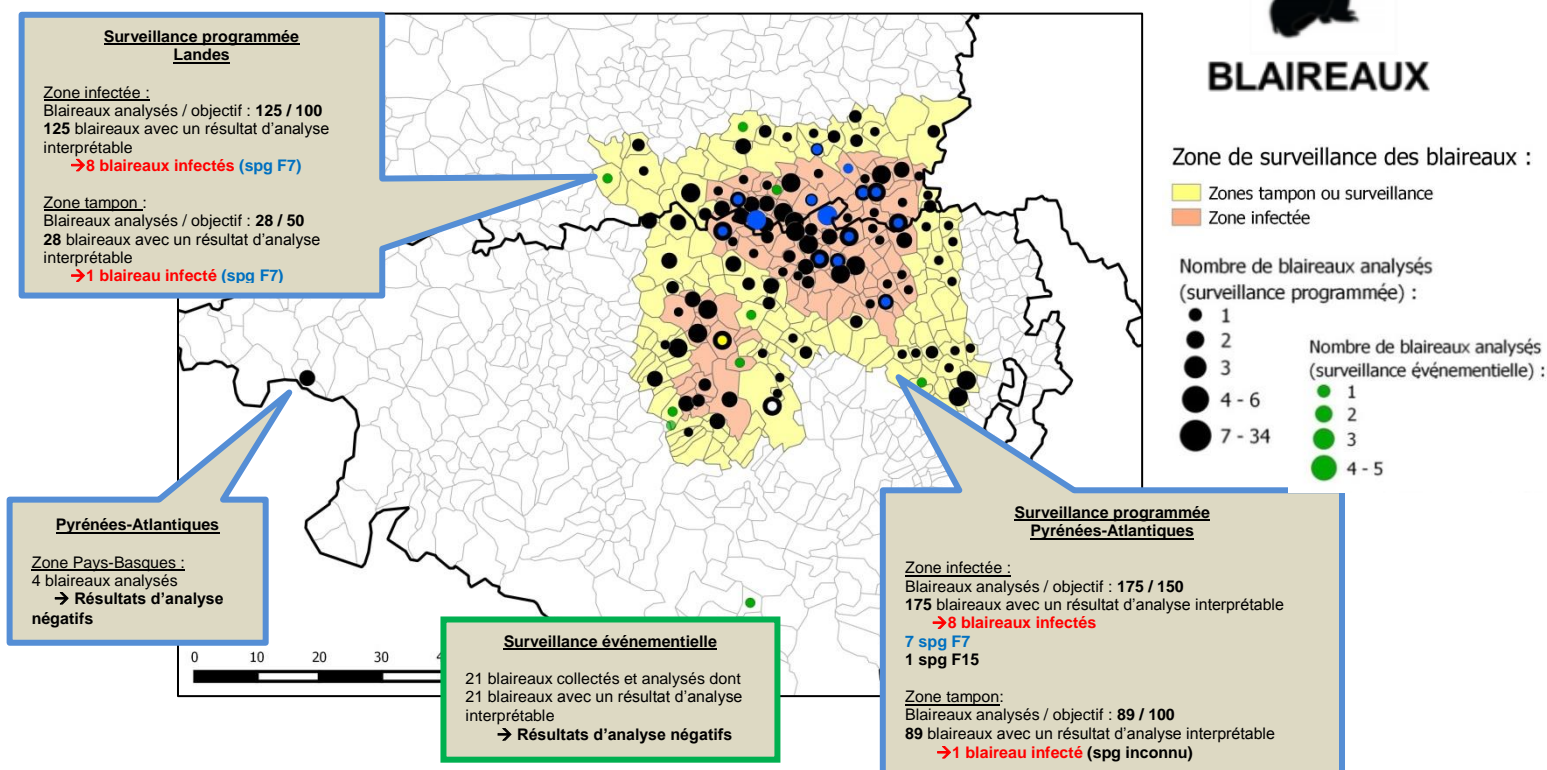 Surveillance programmée
Landes
Zone infectée :
Blaireaux analysés / objectif : 125 / 100
125 blaireaux avec un résultat d’analyse
interprétable
→8 blaireaux infectés (spg F7)
Zone tampon :
Blaireaux analysés / objectif : 28 / 50
28 blaireaux avec un résultat d’analyse
interprétable
→1 blaireau infecté (spg F7)
BLAIREAUX
Zone de surveillance des blaireaux :
Zones tampon ou surveillance
Zone infectée
Nombre de blaireaux analysés
(surveillance programmée) :
1
2
3
4 - 6
7 - 34
Nombre de blaireaux analysés
(surveillance événementielle) :
1
2
3
4 - 5
Pyrénées-Atlantiques
Zone Pays-Basques :
4 blaireaux analysés
→ Résultats d’analyse
négatifs
0 10 20 30
Surveillance événementielle
21 blaireaux collectés et analysés dont
21 blaireaux avec un résultat d’analyse
interprétable
→ Résultats d’analyse négatifs
Surveillance programmée
Pyrénées-Atlantiques
Zone infectée :
Blaireaux analysés / objectif : 175 / 150
175 blaireaux avec un résultat d’analyse interprétable
→8 blaireaux infectés
7 spg F7
1 spg F15
Zone tampon:
Blaireaux analysés / objectif : 89 / 100
89 blaireaux avec un résultat d’analyse interprétable
→1 blaireau infecté (spg inconnu)